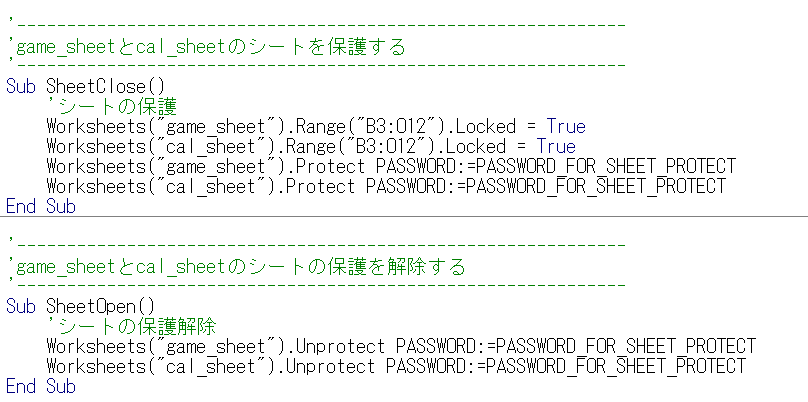 '-------------------------------------------------------------
'game_sheetとcal_sheetのシートを保護する
'-------------------------------------------------------------
Sub SheetClose()
    'シートの保護
    Worksheets("game_sheet").Range("B3:O12").Locked = True
    Worksheets("cal_sheet").Range("B3:O12").Locked = True
    Worksheets("game_sheet").Protect PASSWORD:=PASSWORD_FOR_SHEET_PROTECT
    Worksheets("cal_sheet").Protect PASSWORD:=PASSWORD_FOR_SHEET_PROTECT
End Sub
'-------------------------------------------------------------
'game_sheetとcal_sheetのシートの保護を解除する
'-------------------------------------------------------------
Sub SheetOpen()
    'シートの保護解除
    Worksheets("game_sheet").Unprotect PASSWORD:=PASSWORD_FOR_SHEET_PROTECT
    Worksheets("cal_sheet").Unprotect PASSWORD:=PASSWORD_FOR_SHEET_PROTECT
End Sub